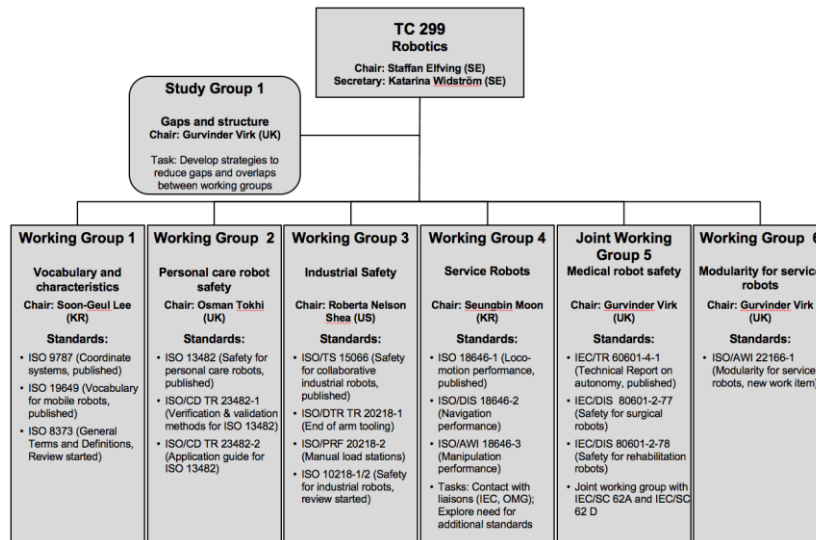 TC 299
Robotics
Chair: Staffan Elfving (SE)
Secretary: Katarina Widström (SE)
Study Group 1
Gaps and structure
Chair: Gurvinder Virk (UK)
Task: Develop strategies to
reduce gaps and overlaps
between working groups
Working Group 1
Vocabulary and
characteristics
Chair: Soon-Geul Lee
(KR)
Standards:
• ISO 9787 (Coordinate
systems, published)
• ISO 19649 (Vocabulary
for mobile robots,
published)
• ISO 8373 (General
Terms and Definitions,
Review started)
Working Group 2
Personal care robot
safety
Chair: Osman Tokhi
(UK)
Standards:
• ISO 13482 (Safety for
personal care robots,
published)
• ISO/CD TR 23482-1
(Verification & validation
methods for ISO 13482)
• ISO/CD TR 23482-2
(Application guide for
ISO 13482)
Working Group 3
Industrial Safety
Chair: Roberta Nelson
Shea (US)
Standards:
• ISO/TS 15066 (Safety
for collaborative
industrial robots,
published)
• ISO/DTR TR 20218-1
(End of arm tooling)
• ISO/PRF 20218-2
(Manual load stations)
• ISO 10218-1/2 (Safety
for industrial robots,
review started)
Working Group 4
Service Robots
Chair: Seungbin Moon
(KR)
Standards:
• ISO 18646-1 (Loco-
motion performance,
published)
• ISO/DIS 18646-2
(Navigation
performance)
• ISO/AWI 18646-3
(Manipulation
performance)
• Tasks: Contact with
liaisons (IEC, OMG);
Explore need for
additional standards
Joint Working
Group 5
Medical robot safety
Chair: Gurvinder Virk
(UK)
Standards:
• IEC/TR 60601-4-1
(Technical Report on
autonomy, published)
• IEC/DIS 80601-2-77
(Safety for surgical
robots)
• IEC/DIS 80601-2-78
(Safety for rehabilitation
robots)
• Joint working group with
IEC/SC 62A and IEC/SC
62 D
Working Group 6
Modularity for service
robots
Chair: Gurvinder Virk
(UK)
Standards:
• ISO/AWI 22166-1
(Modularity for service
robots, new work item)